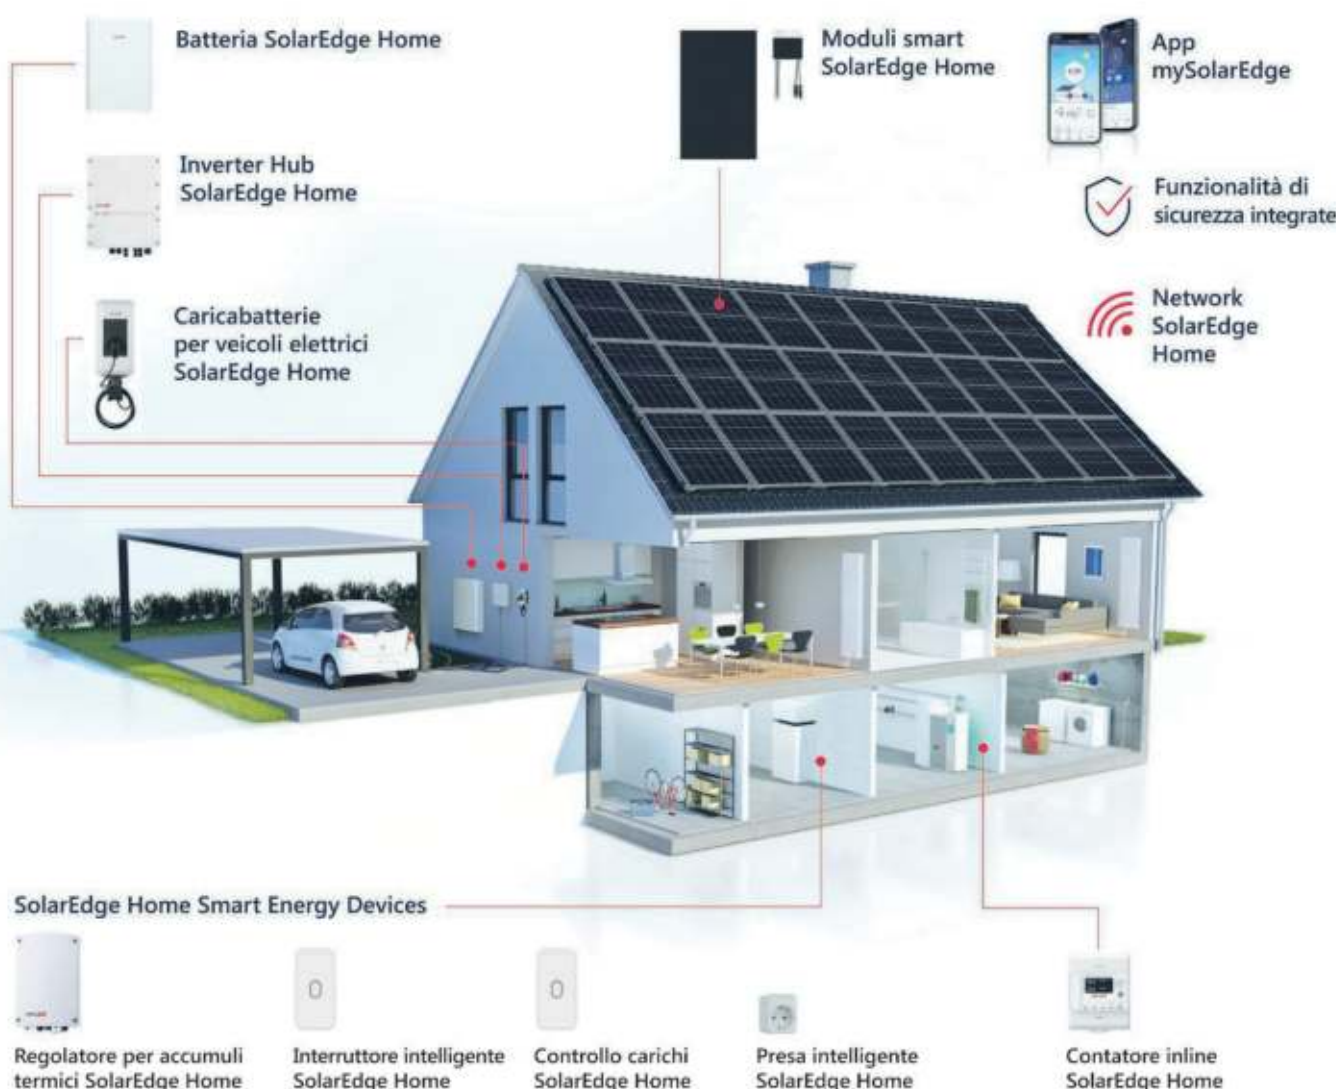 Batteria SolarEdge Home
Inverter Hub
SolarEdge Home
Caricabatterie
per veicoli elettrici
SolarEdge Home
Moduli smart
SolarEdge Home
App
mySolarEdge
Funzionalità di
sicurezza integrate
Network
SolarEdge
Home
SolarEdge Home Smart Energy Devices
Regolatore per accumuli
termici SolarEdge Home
Interruttore intelligente
SolarEdge Home
Controllo carichi
SolarEdge Home
Presa intelligente
SolarEdge Home
Contatore inline
SolarEdge Home